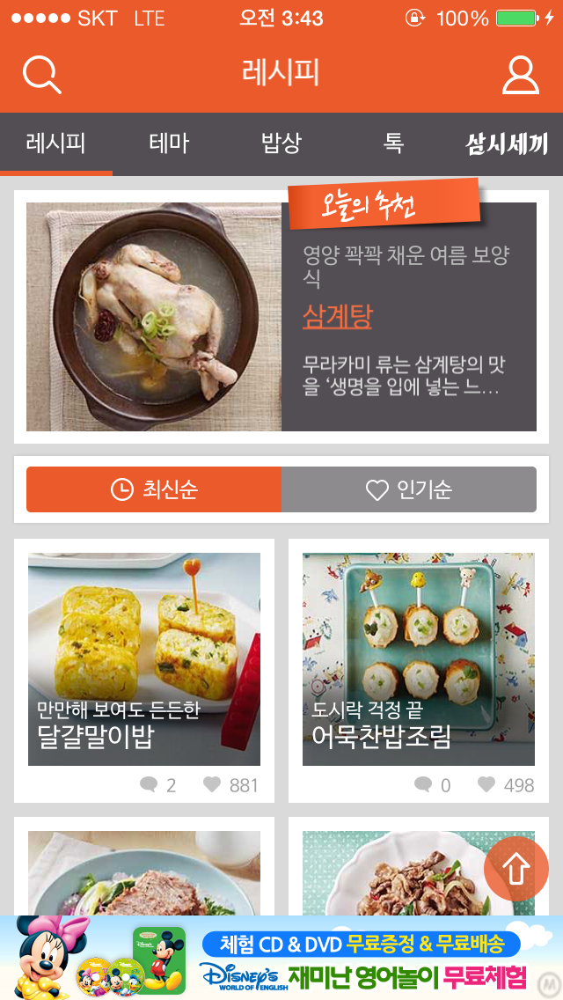 SKT LTE 오전 3:43 100%
레시피
레시피 테마 밥상 톡 삼시세끼
오늘의 추천
영양 꽉꽉 채운 여름 보양
식
삼계탕
무라카미 류는 삼계탕의 맛
을 ‘생명을 입에 넣는 느...
최신순 인기순
만만해 보여도 든든한
달걀말이밥
2 881
도시락 걱정 끝
어묵찬밥조림
0 498
체험 CD & DVD 무료증정 & 무료배송
Disney's
WORLD OF ENGLISH
재미난 영어놀이 무료체험
M